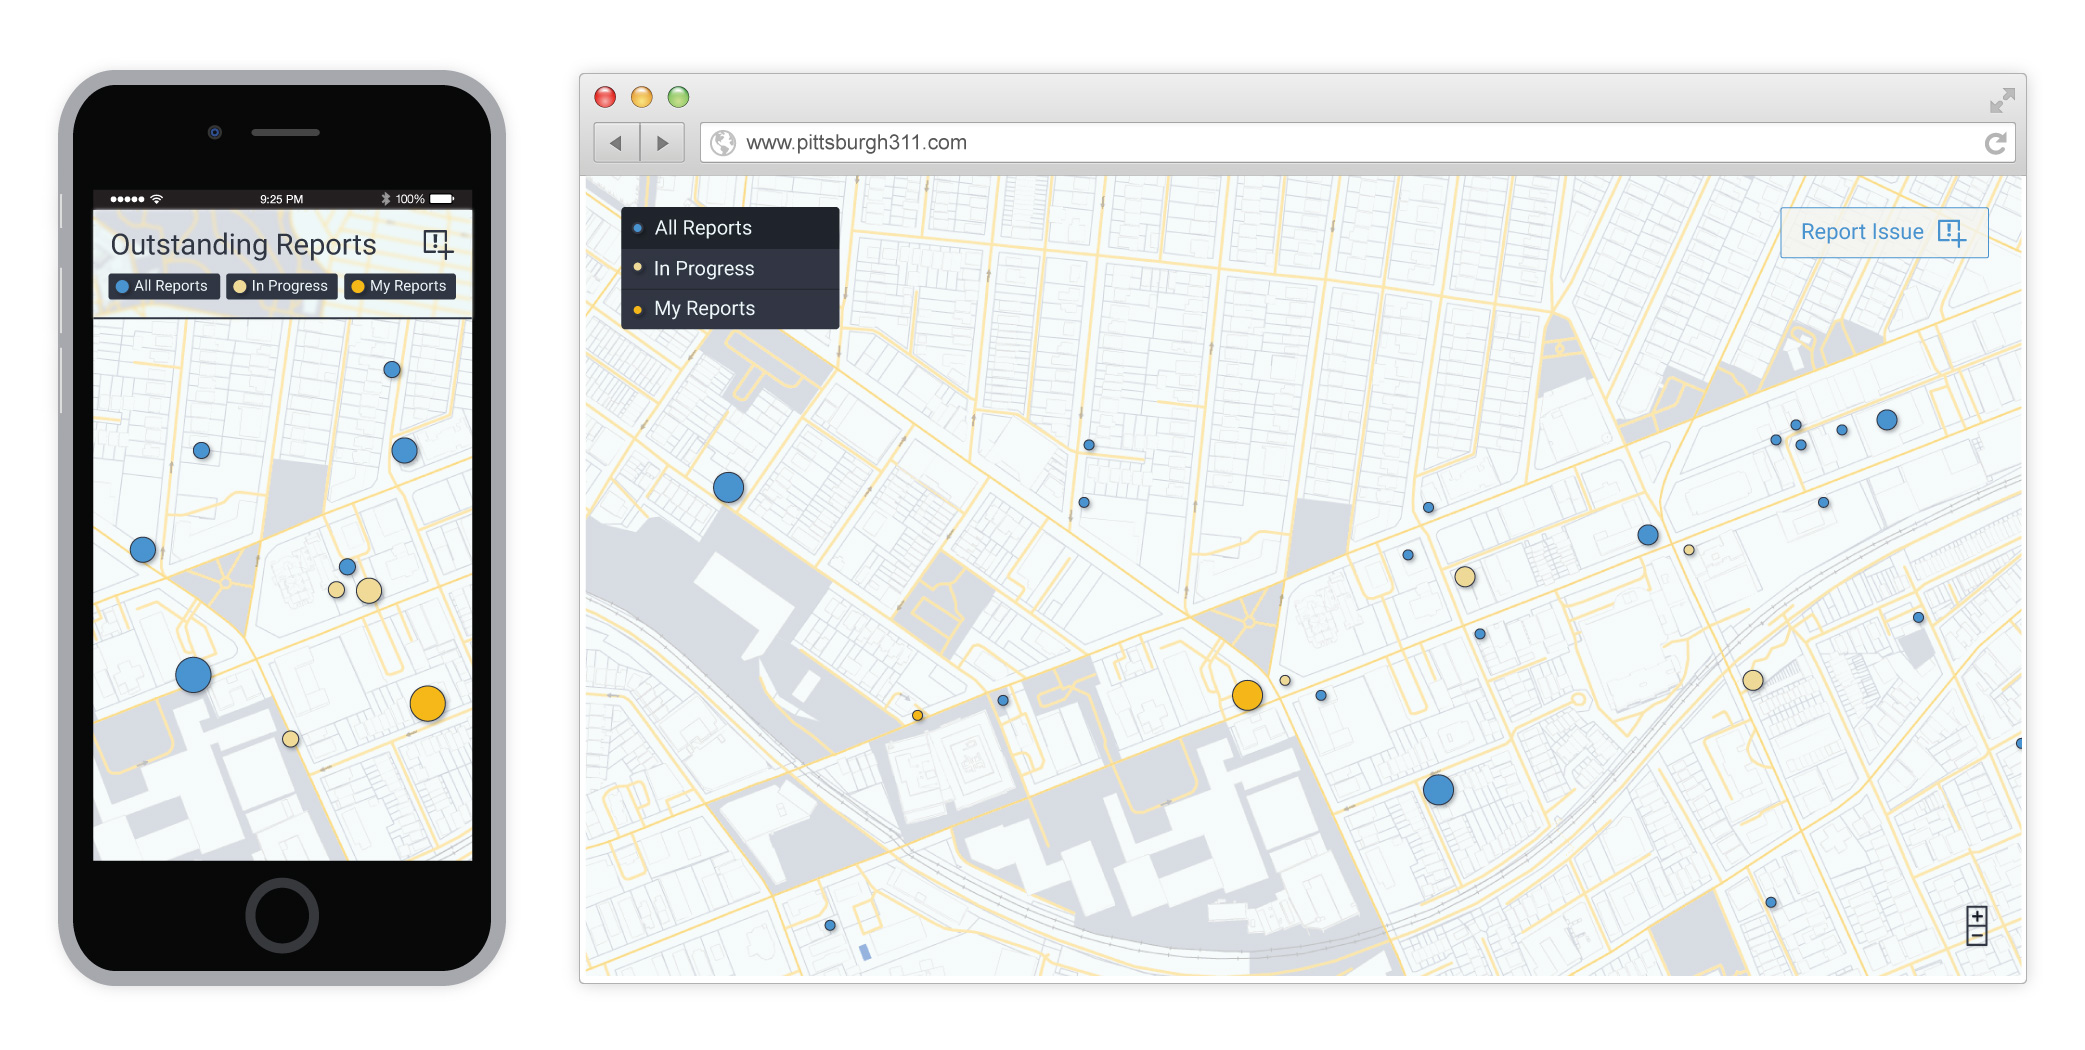 9:25 PM
100%
Outstanding Reports
All Reports
In Progress
My Reports
www.pittsburgh311.com
All Reports
In Progress
My Reports
Report Issue